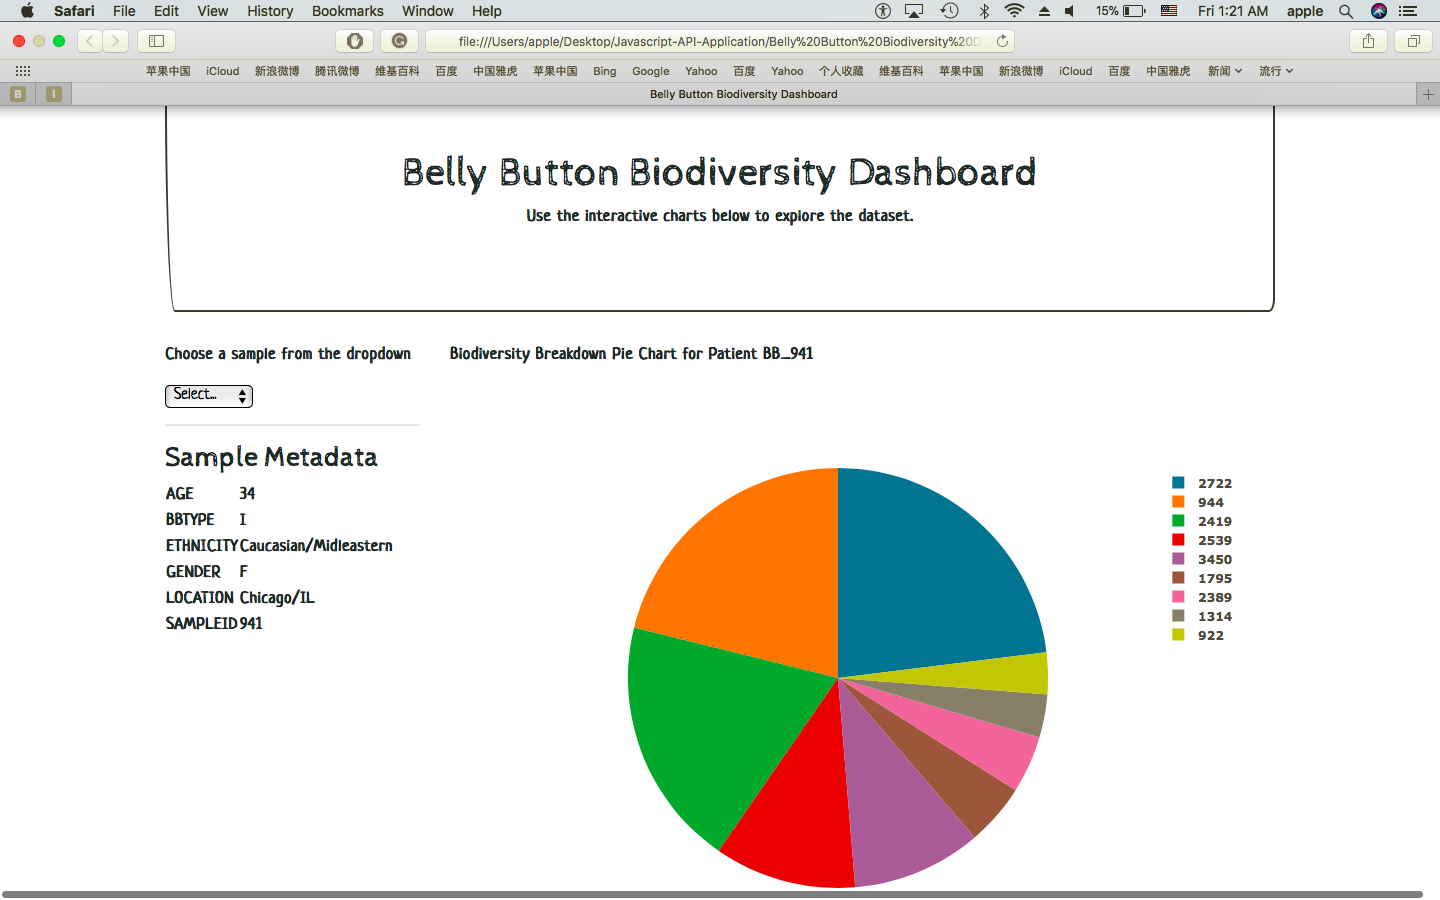 Safari File Edit View History Bookmarks Window Help 15% Fri 1:21 AM apple
file:///Users/apple/Desktop/Javascript-API-Application/Belly%20Button%20Biodiversity%20D
苹果中国 iCloud 新浪微博 腾讯微博 维基百科 百度 中国雅虎 苹果中国 Bing Google Yahoo 百度 Yahoo 个人收藏 维基百科 苹果中国 新浪微博 iCloud 百度 中国雅虎 新闻 流行
B I Belly Button Biodiversity Dashboard
Belly Button Biodiversity Dashboard
Use the interactive charts below to explore the dataset.
Choose a sample from the dropdown
Select...
Sample Metadata
AGE 34
BBTYPE I
ETHNICITY Caucasian/Midleastern
GENDER F
LOCATION Chicago/IL
SAMPLEID 941
Biodiversity Breakdown Pie Chart for Patient BB_941
2722
944
2419
2539
3450
1795
2389
1314
922